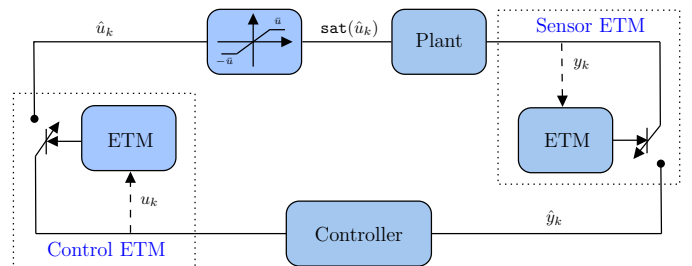 û_k
ū
−ū
sat(û_k)
Plant
Sensor ETM
y_k
ETM
ETM
u_k
Control ETM
Controller
ŷ_k